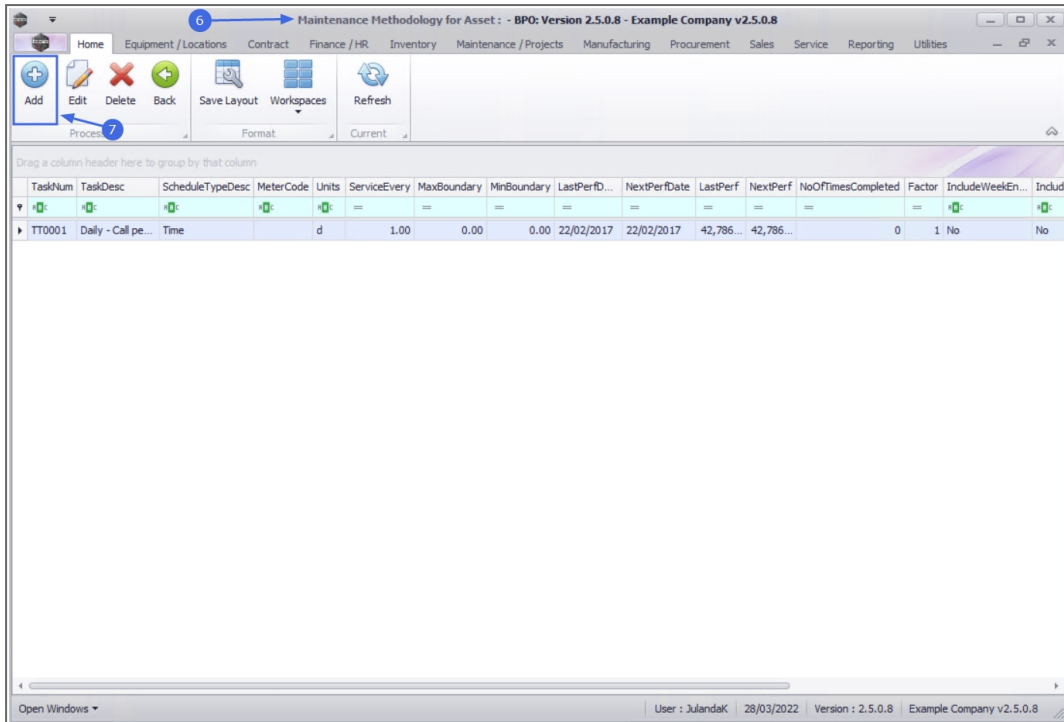 6 Maintenance Methodology for Asset : - BPO: Version 2.5.0.8 - Example Company v2.5.0.8
Home Equipment / Locations Contract Finance / HR Inventory Maintenance / Projects Manufacturing Procurement Sales Service Reporting Utilities
Add Edit Delete Back Save Layout Workspaces Refresh
Process 7 Format Current
Drag a column header here to group by that column
TaskNum TaskDesc ScheduleTypeDesc MeterCode Units ServiceEvery MaxBoundary MinBoundary LastPerfD... NextPerfDate LastPerf NextPerf NoOfTimesCompleted Factor IncludeWeekEn... Includ
= = = = = = = = =
TT0001 Daily - Call pe... Time d 1.00 0.00 0.00 22/02/2017 22/02/2017 42,786... 42,786... 0 1 No No
Open Windows User : JulandaK 28/03/2022 Version : 2.5.0.8 Example Company v2.5.0.8